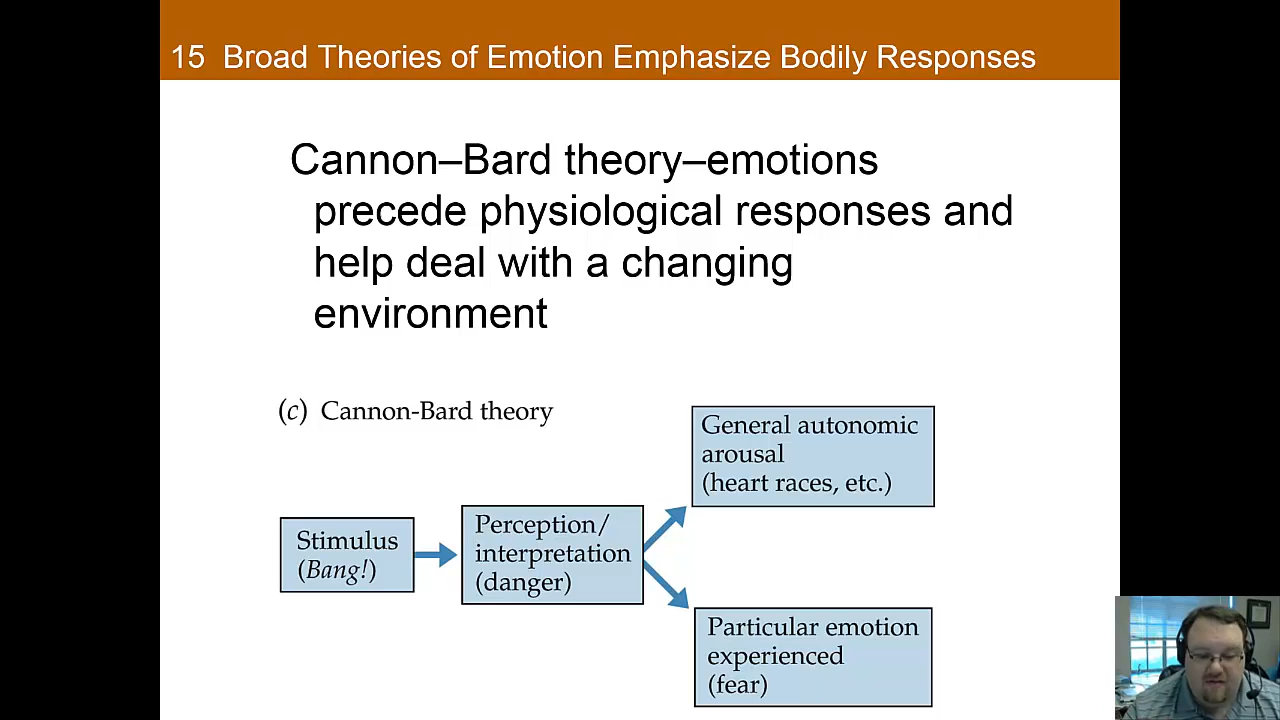 15 Broad Theories of Emotion Emphasize Bodily Responses
Cannon–Bard theory–emotions
precede physiological responses and
help deal with a changing
environment
(c) Cannon-Bard theory
Stimulus
(Bang!)
Perception/
interpretation
(danger)
General autonomic
arousal
(heart races, etc.)
Particular emotion
experienced
(fear)